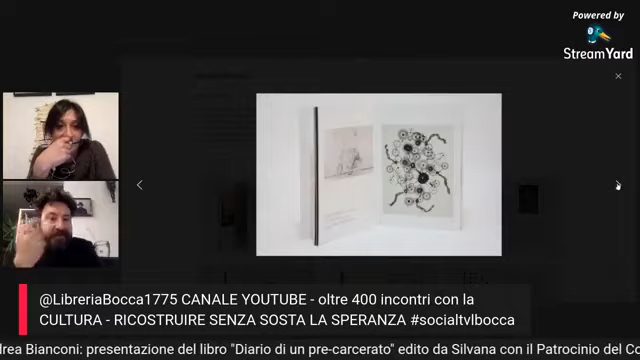 Powered by
StreamYard
@LibreriaBocca1775 CANALE YOUTUBE - oltre 400 incontri con la
CULTURA - RICOSTRUIRE SENZA SOSTA LA SPERANZA #socialtvlbocca
drea Bianconi: presentazione del libro "Diario di un pre-carcerato" edito da Silvana con il Patrocinio del Co